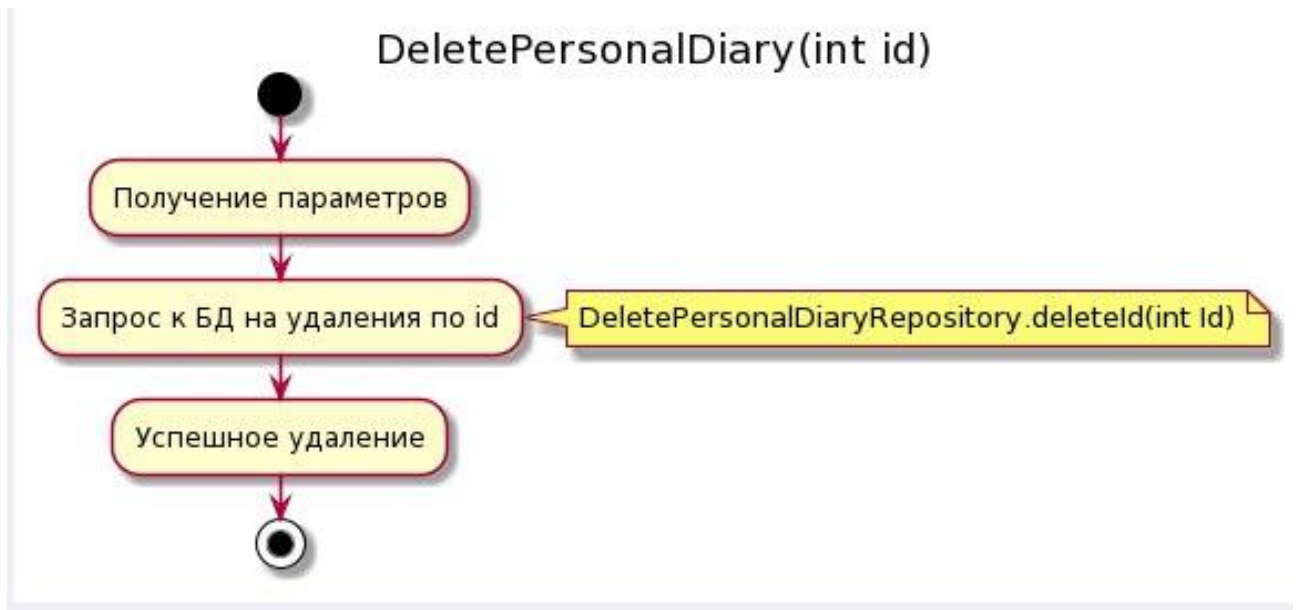 DeletePersonalDiary(int id)
Получение параметров
Запрос к БД на удаления по id
DeletePersonalDiaryRepository.deleteId(int Id)
Успешное удаление